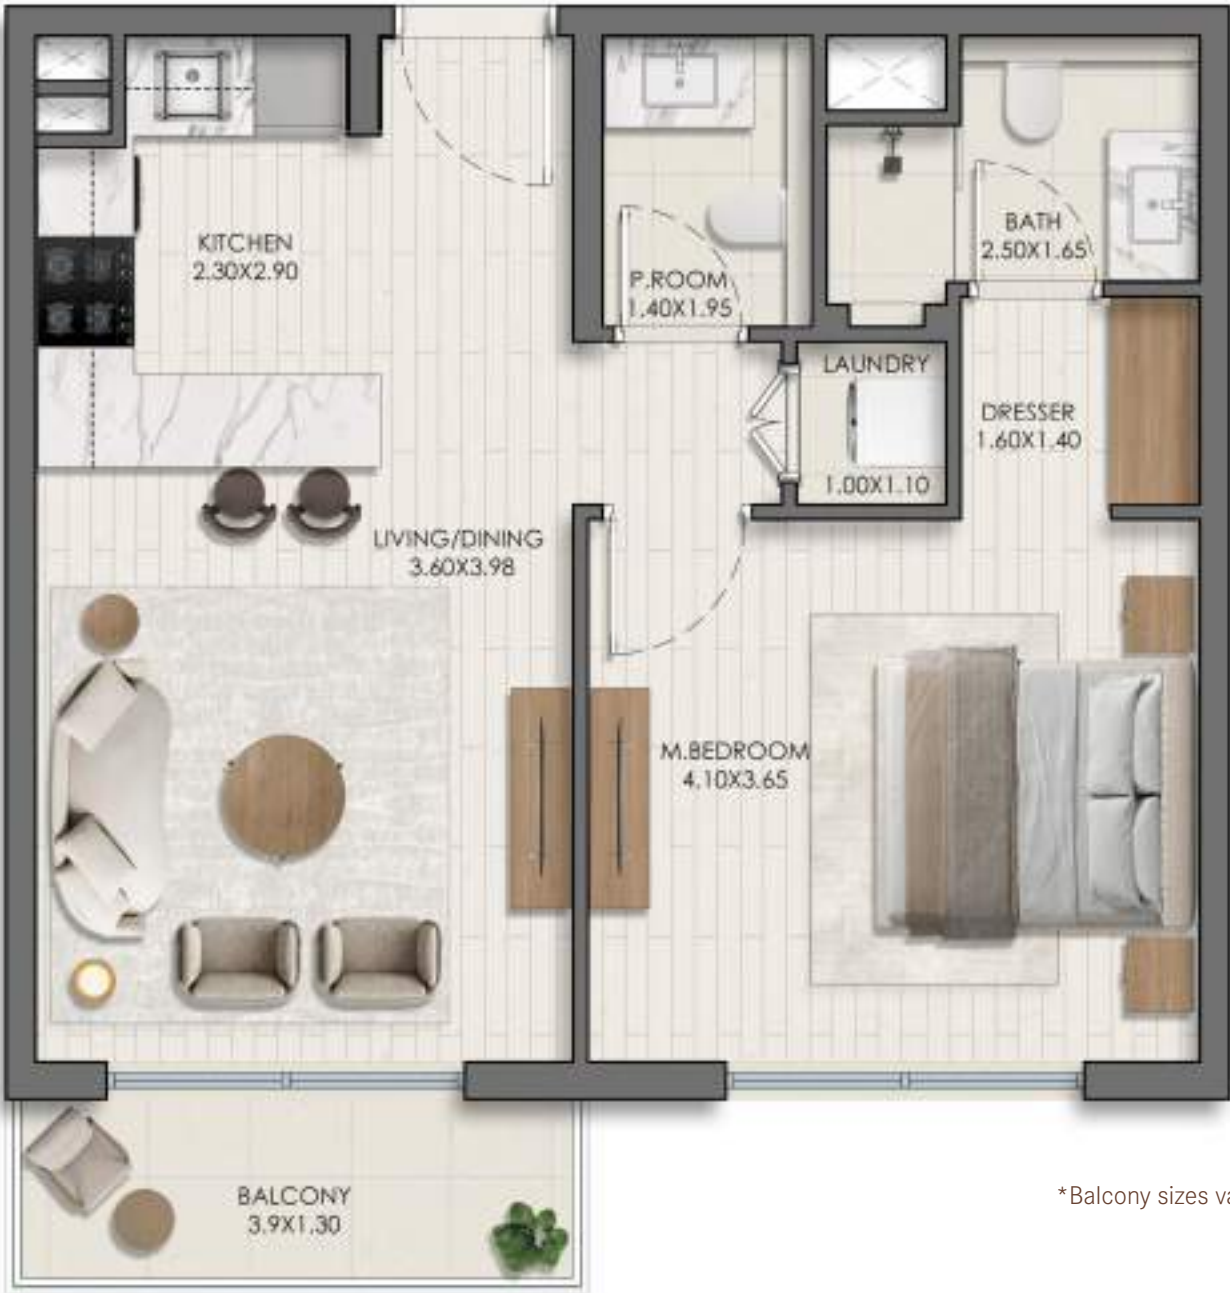 KITCHEN
2.30X2.90
P.ROOM
1.40X1.95
BATH
2.50X1.65
LAUNDRY
1.00X1.10
DRESSER
1.60X1.40
LIVING/DINING
3.60X3.98
M.BEDROOM
4.10X3.65
BALCONY
3.9X1.30
*Balcony sizes